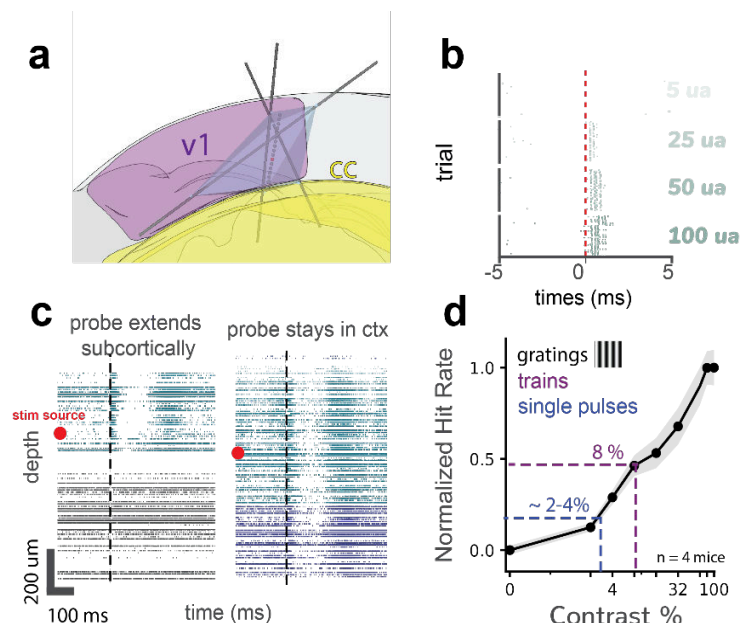 a
v1
cc
b
trial
5 ua
25 ua
50 ua
100 ua
-5
0
5
times (ms)
c
probe extends
subcortically
probe stays in ctx
stim source
depth
200 um
100 ms
time (ms)
d
Normalized Hit Rate
1.0
0.5
0.0
gratings
trains
single pulses
8 %
~ 2-4%
n = 4 mice
0
4
32
100
Contrast %